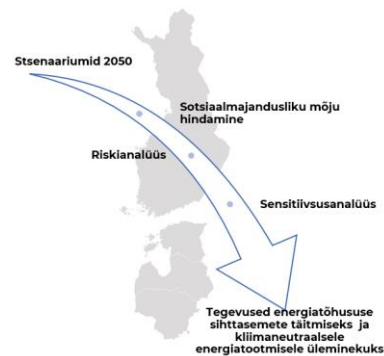 Stsenaariumid 2050
Sotsiaalmajandusliku mõju
hindamine
Riskianalüüs
Sensitiivsusanalüüs
Tegevused energiatõhususe
sihttasemete täitmiseks ja
kliimaneutraalsele
energiatootmisele üleminekuks